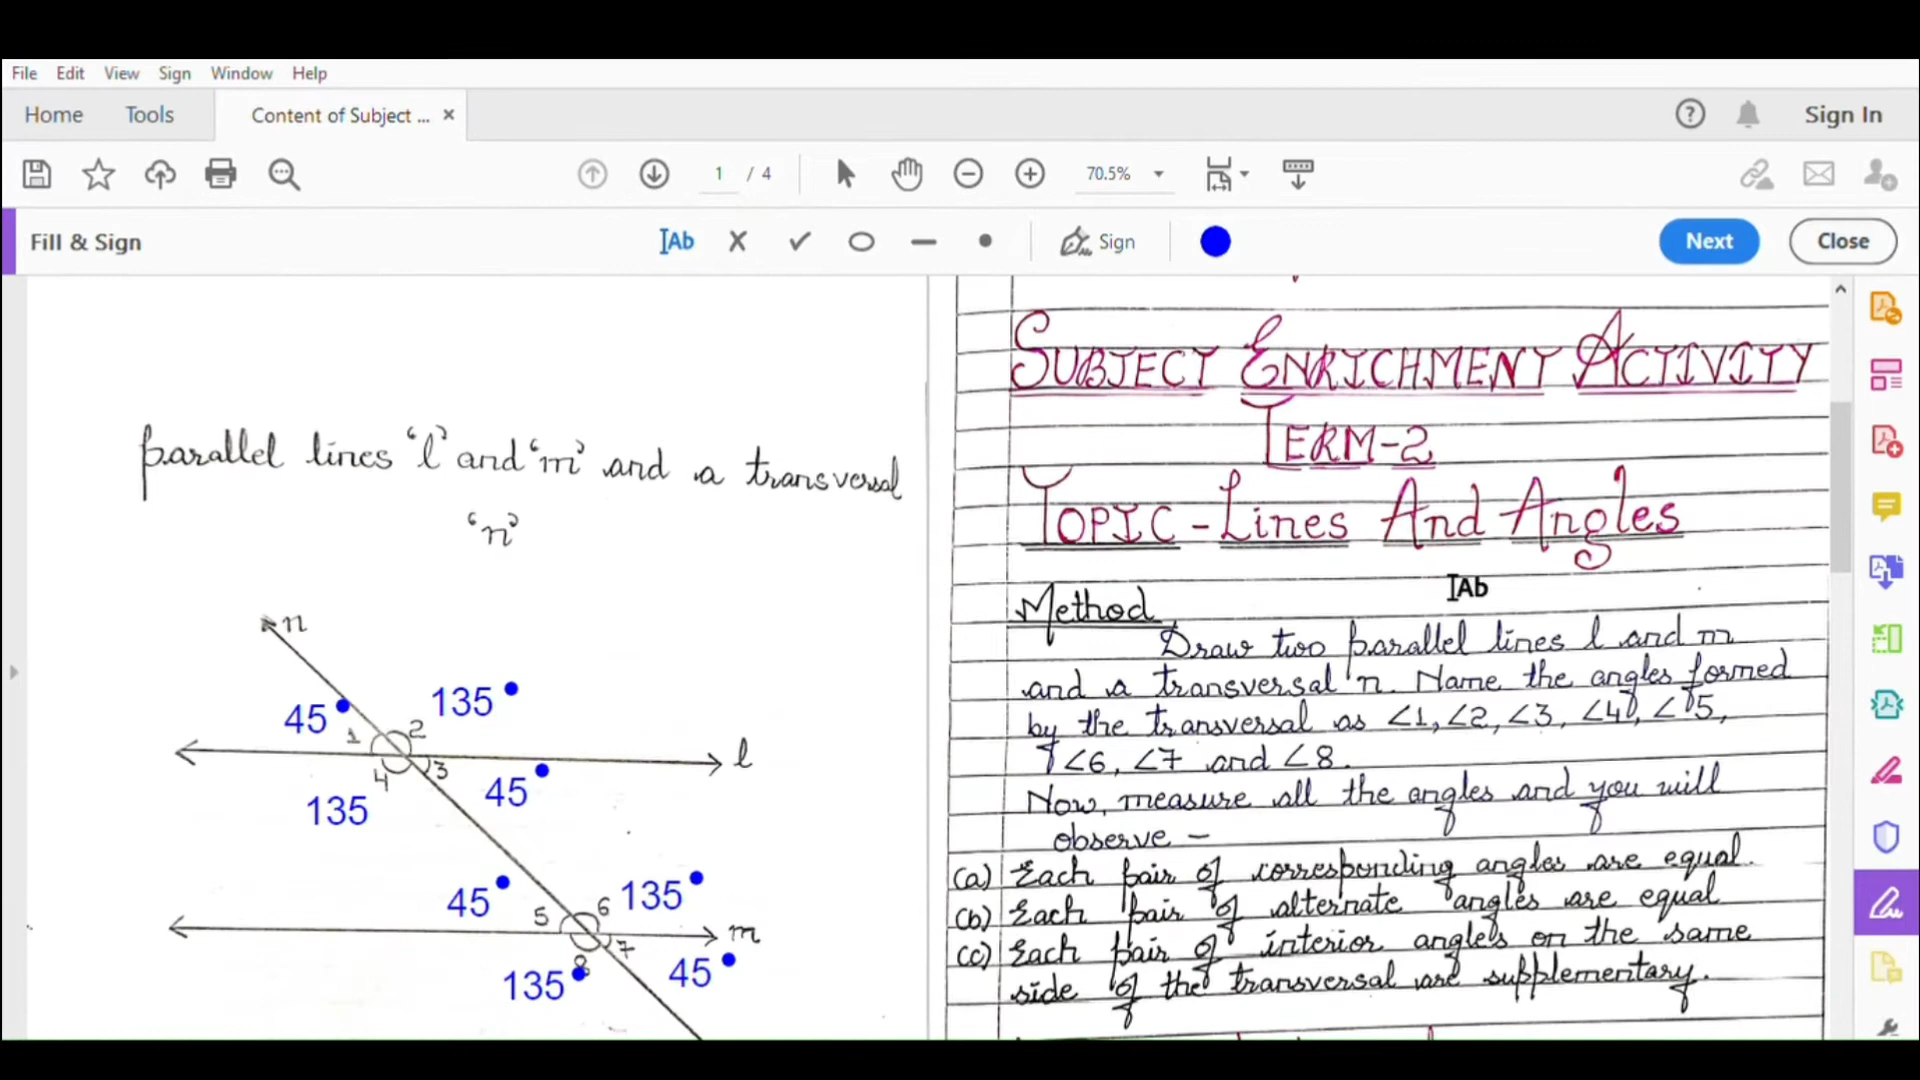 File Edit View Sign Window Help
Home Tools Content of Subject ... × Sign In
1 / 4 70.5%
Fill & Sign IAb Sign Next Close
parallel lines ‘l’ and ‘m’ and a transversal
‘n’
n
45 135
1 2
l
4 3
135 45
45 135
5 6
m
8 7
135 45
SUBJECT ENRICHMENT ACTIVITY
TERM-2
TOPIC - Lines And Angles
IAb
Method
Draw two parallel lines l and m
and a transversal n. Name the angles formed
by the transversal as ∠1, ∠2, ∠3, ∠4, ∠5,
∠6, ∠7 and ∠8.
Now, measure all the angles and you will
observe -
(a) Each pair of corresponding angles are equal.
(b) Each pair of alternate angles are equal
(c) Each pair of interior angles on the same
side of the transversal are supplementary.